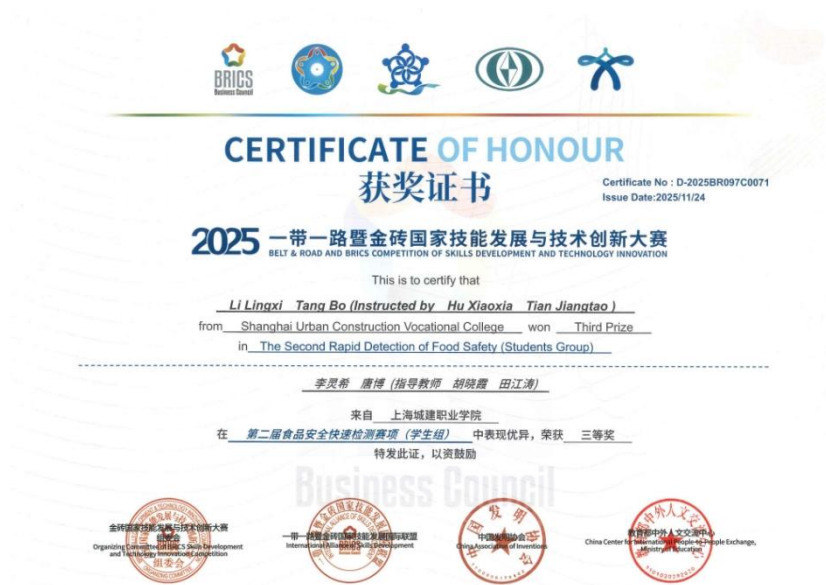 BRICS
Business Council
CERTIFICATE OF HONOUR
获奖证书
Certificate No : D-2025BR097C0071
Issue Date:2025/11/24
2025 一带一路暨金砖国家技能发展与技术创新大赛
BELT & ROAD AND BRICS COMPETITION OF SKILLS DEVELOPMENT AND TECHNOLOGY INNOVATION
This is to certify that
Li Lingxi Tang Bo (Instructed by Hu Xiaoxia Tian Jiangtao )
from Shanghai Urban Construction Vocational College won Third Prize
in The Second Rapid Detection of Food Safety (Students Group)
李灵希 唐博 (指导教师 胡晓霞 田江涛)
来自 上海城建职业学院
在 第二届食品安全快速检测赛项（学生组） 中表现优异，荣获 三等奖
特发此证，以资鼓励
Business Council
金砖国家技能发展与技术创新大赛
组委会
Organizing Committee of BRICS Skills Development
and Technology Innovation Competition
组委会
一带一路暨金砖国家技能发展国际联盟
International Alliance of Skills Development
中国发明协会
China Association of Inventions
教育部中外人文交流中心
China Center for International People-to-People Exchange,
Ministry of Education